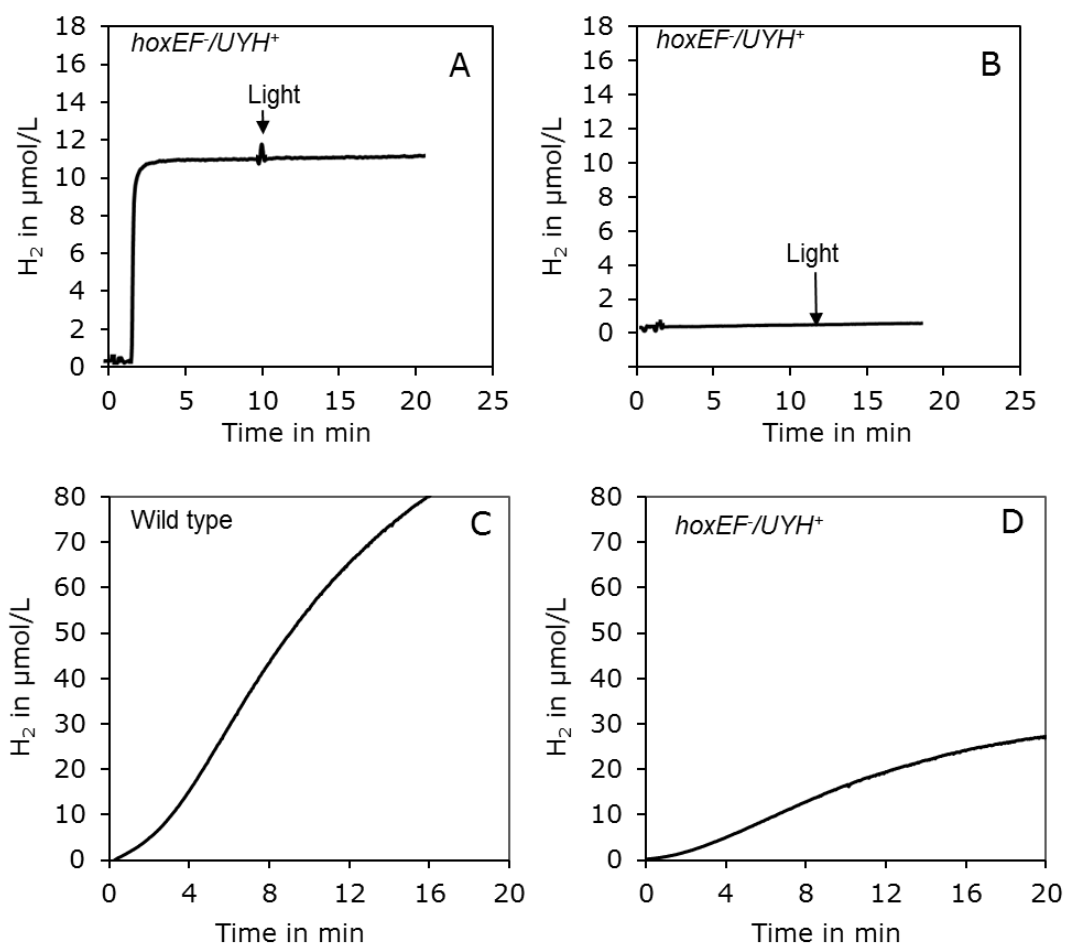 hoxEF-/UYH+
A
18
16
14
12
10
8
6
4
2
0
Light
H2 in µmol/L
0 5 10 15 20 25
Time in min
hoxEF-/UYH+
B
18
16
14
12
10
8
6
4
2
0
Light
H2 in µmol/L
0 5 10 15 20 25
Time in min
Wild type
C
80
70
60
50
40
30
20
10
0
H2 in µmol/L
0 4 8 12 16 20
Time in min
hoxEF-/UYH+
D
80
70
60
50
40
30
20
10
0
H2 in µmol/L
0 4 8 12 16 20
Time in min